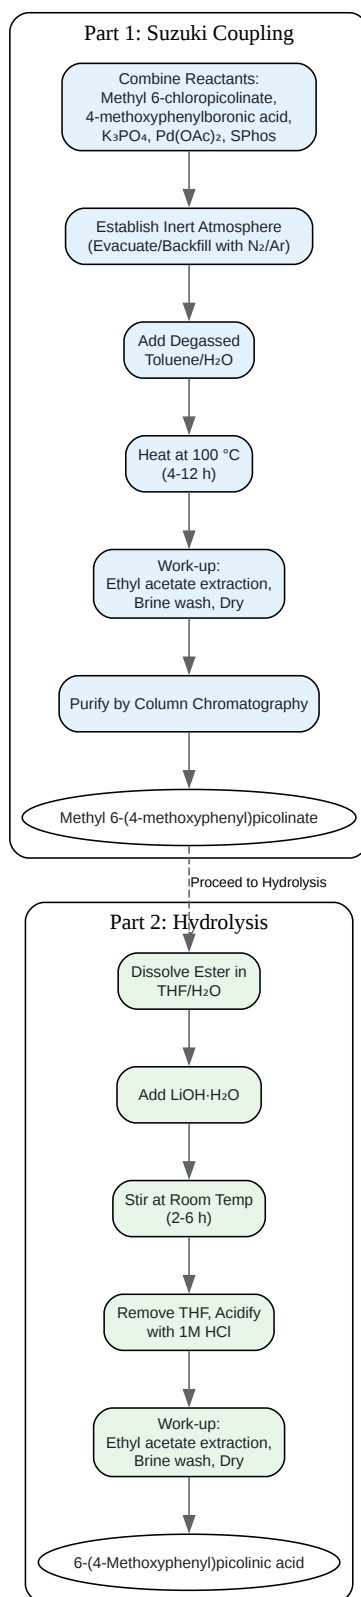 Part 1: Suzuki Coupling
Combine Reactants:
Methyl 6-chloropicolinate,
4-methoxyphenylboronic acid,
K₃PO₄, Pd(OAc)₂, SPhos
Establish Inert Atmosphere
(Evacuate/Backfill with N₂/Ar)
Add Degassed
Toluene/H₂O
Heat at 100 °C
(4-12 h)
Work-up:
Ethyl acetate extraction,
Brine wash, Dry
Purify by Column Chromatography
Methyl 6-(4-methoxyphenyl)picolinate
Proceed to Hydrolysis
Part 2: Hydrolysis
Dissolve Ester in
THF/H₂O
Add LiOH·H₂O
Stir at Room Temp
(2-6 h)
Remove THF, Acidify
with 1M HCl
Work-up:
Ethyl acetate extraction,
Brine wash, Dry
6-(4-Methoxyphenyl)picolinic acid